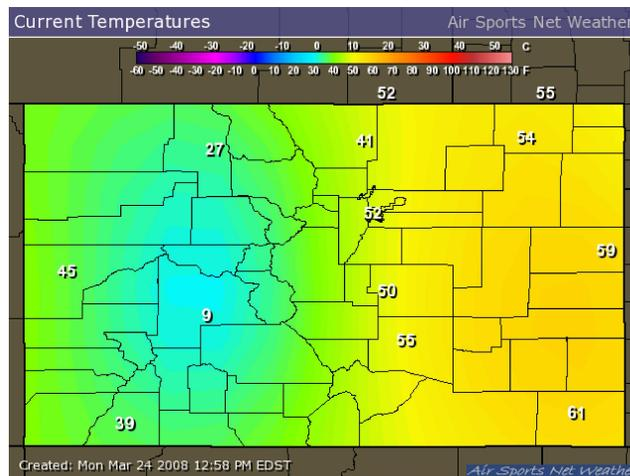 Current Temperatures Air Sports Net Weather
-50 -40 -30 -20 -10 0 10 20 30 40 50 C
-60 -50 -40 -30 -20 -10 0 10 20 30 40 50 60 70 80 90 100 110 120 130 F
52 55
27 41 54
52
59
45
50
9
55
61
39
Created: Mon Mar 24 2008 12:58 PM EDST
Air Sports Net Weather